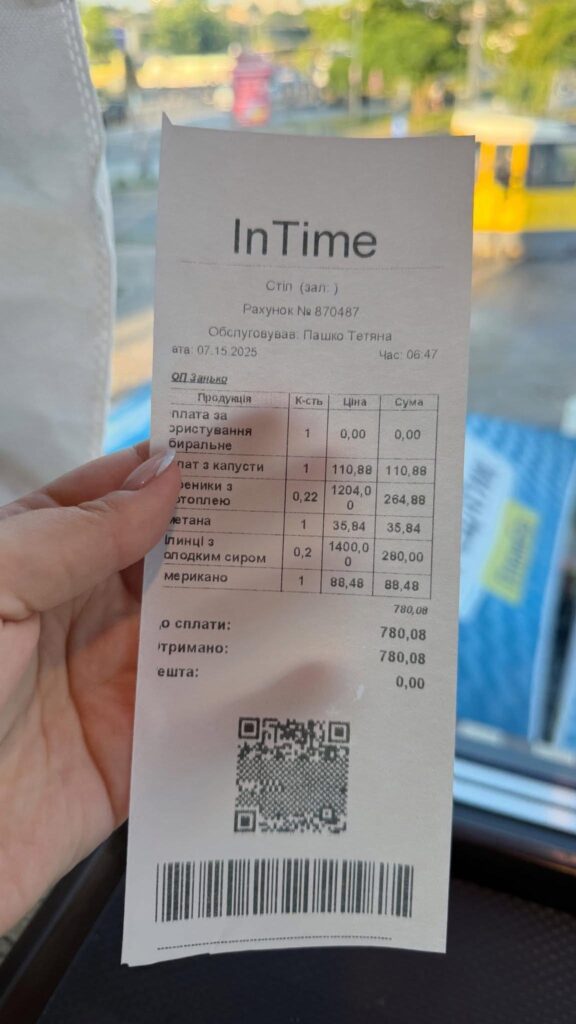 InTime
Стіл (зал: )
Рахунок № 870487
Обслуговував: Пашко Тетяна
ата: 07.15.2025 Час: 06:47
ОП Занько
Продукція К-сть Ціна Сума
плата за
ористування
биральне 1 0,00 0,00
лат з капусти 1 110,88 110,88
реники з
ртоплею 0,22 1204,0
0 264,88
метана 1 35,84 35,84
линці з
олодким сиром 0,2 1400,0
0 280,00
мерикано 1 88,48 88,48
780,08
о сплати: 780,08
тримано: 780,08
ешта: 0,00